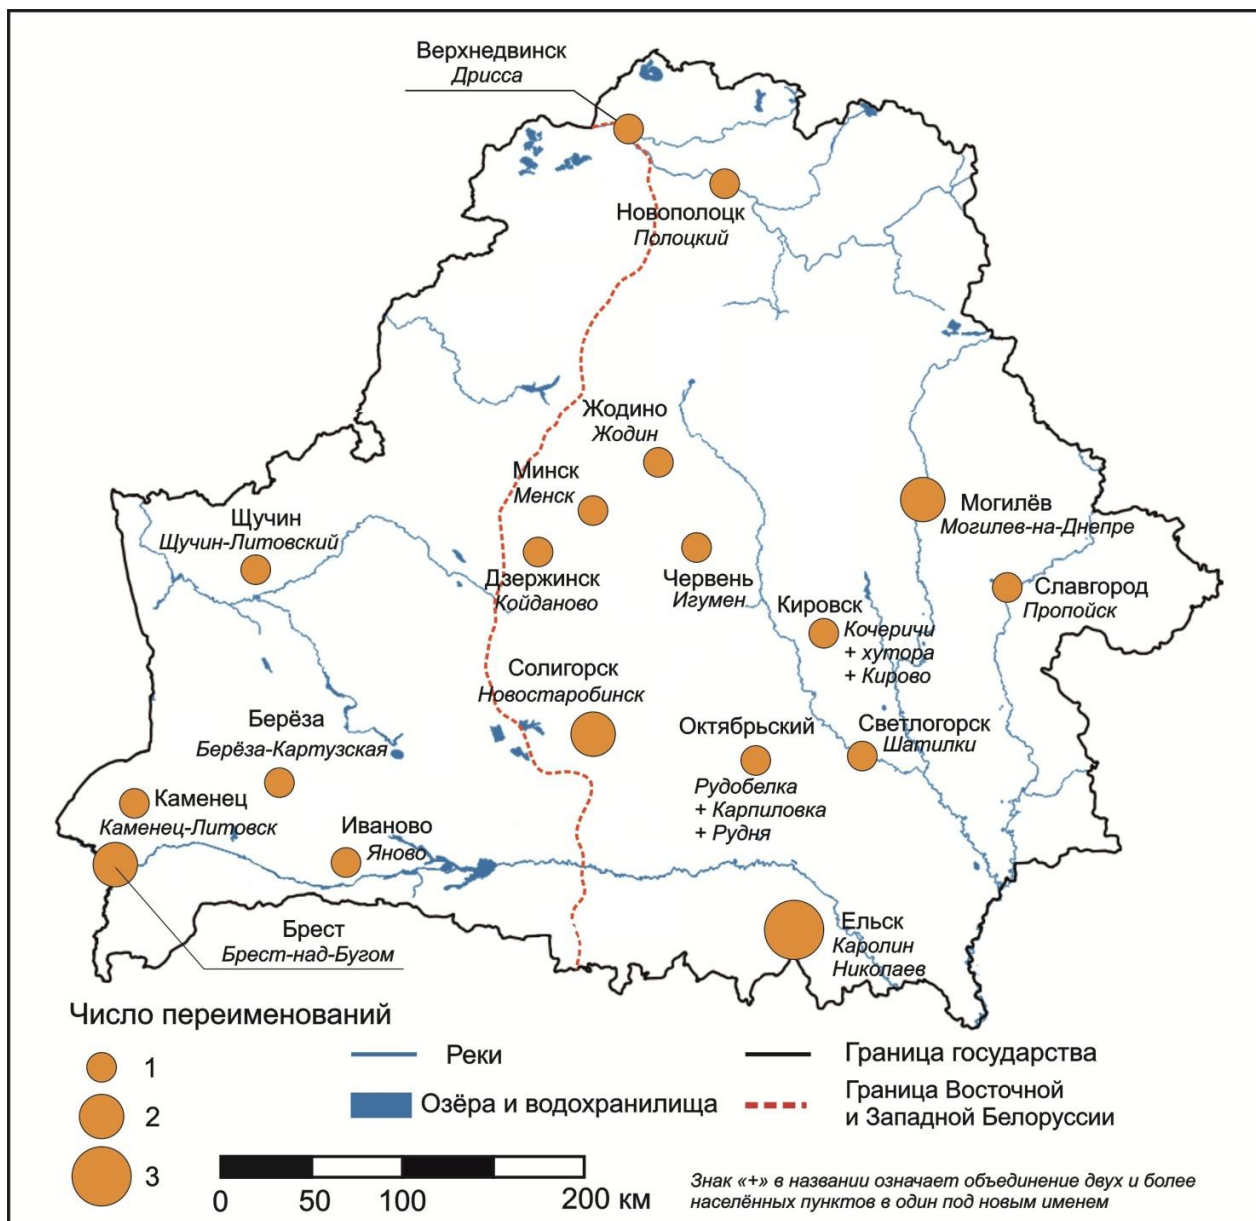 Верхнедвинск
Дрисса
Новополоцк
Полоцкий
Жодино
Жодин
Минск
Менск
Могилёв
Могилев-на-Днепре
Щучин
Щучин-Литовский
Дзержинск
Койданово
Червень
Игумен
Славгород
Пропойск
Кировск
Кочеричи
+ хутора
+ Кирово
Солигорск
Новостаробинск
Берёза
Берёза-Картузская
Октябрьский
Рудобелка
+ Карпиловка
+ Рудня
Светлогорск
Шатилки
Каменец
Каменец-Литовск
Иваново
Яново
Брест
Брест-над-Бугом
Ельск
Каролин
Николаев
Число переименований
1
2
3
Реки
Озёра и водохранилища
Граница государства
Граница Восточной
и Западной Белоруссии
0 50 100 200 км
Знак «+» в названии означает объединение двух и более
населённых пунктов в один под новым именем